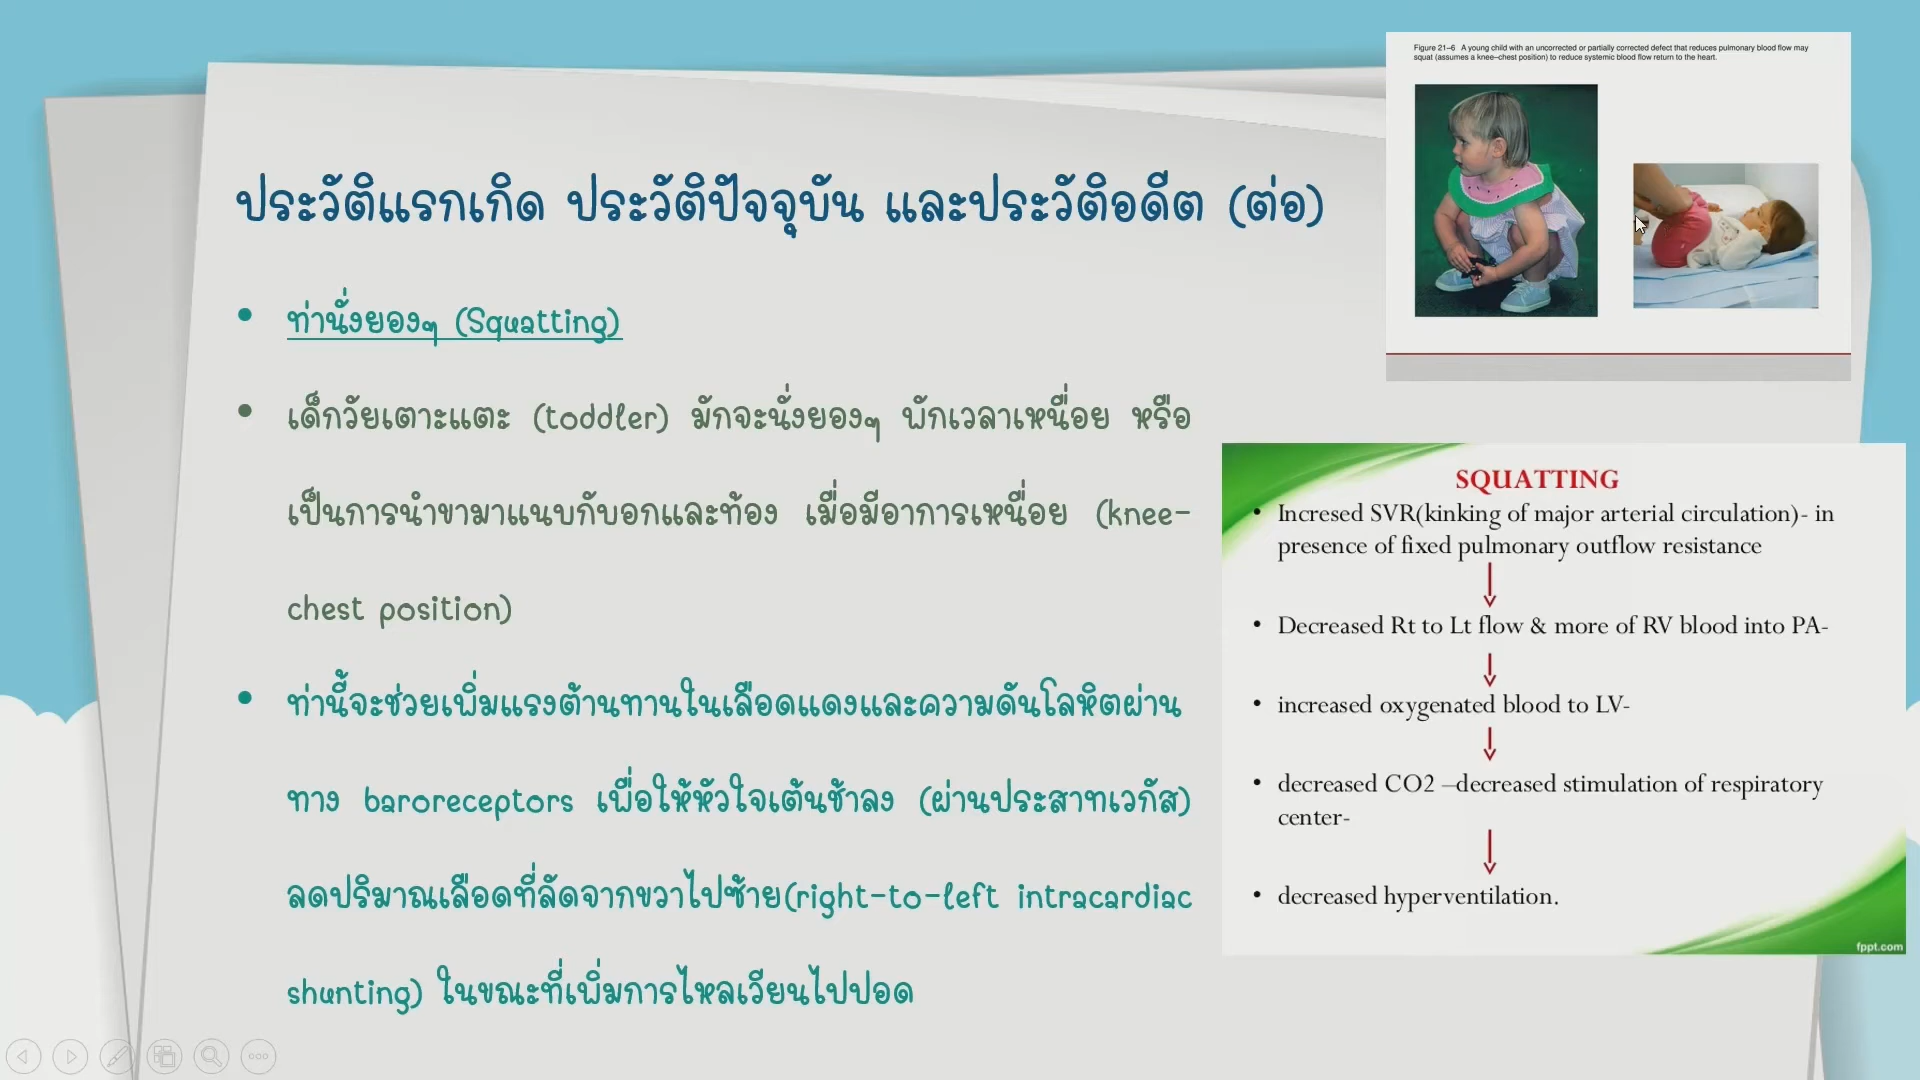 ประวัติแรกเกิด ประวัติปัจจุบัน และประวัติอดีต (ต่อ)
• ท่านั่งยองๆ (Squatting)
• เด็กวัยเตาะแตะ (toddler) มักจะนั่งยองๆ พักเวลาเหนื่อย หรือ
เป็นการนำขามาแนบกับอกและท้อง เมื่อมีอาการเหนื่อย (knee-
chest position)
• ท่านี้จะช่วยเพิ่มแรงต้านทานในเลือดแดงและความดันโลหิตผ่าน
ทาง baroreceptors เพื่อให้หัวใจเต้นช้าลง (ผ่านประสาทเวกัส)
ลดปริมาณเลือดที่ลัดจากขวาไปซ้าย(right-to-left intracardiac
shunting) ในขณะที่เพิ่มการไหลเวียนไปปอด
Figure 21–6 A young child with an uncorrected or partially corrected defect that reduces pulmonary blood flow may
squat (assumes a knee–chest position) to reduce systemic blood flow return to the heart.
SQUATTING
• Incresed SVR(kinking of major arterial circulation)- in
presence of fixed pulmonary outflow resistance
• Decreased Rt to Lt flow & more of RV blood into PA-
• increased oxygenated blood to LV-
• decreased CO2 –decreased stimulation of respiratory
center-
• decreased hyperventilation.
fppt.com